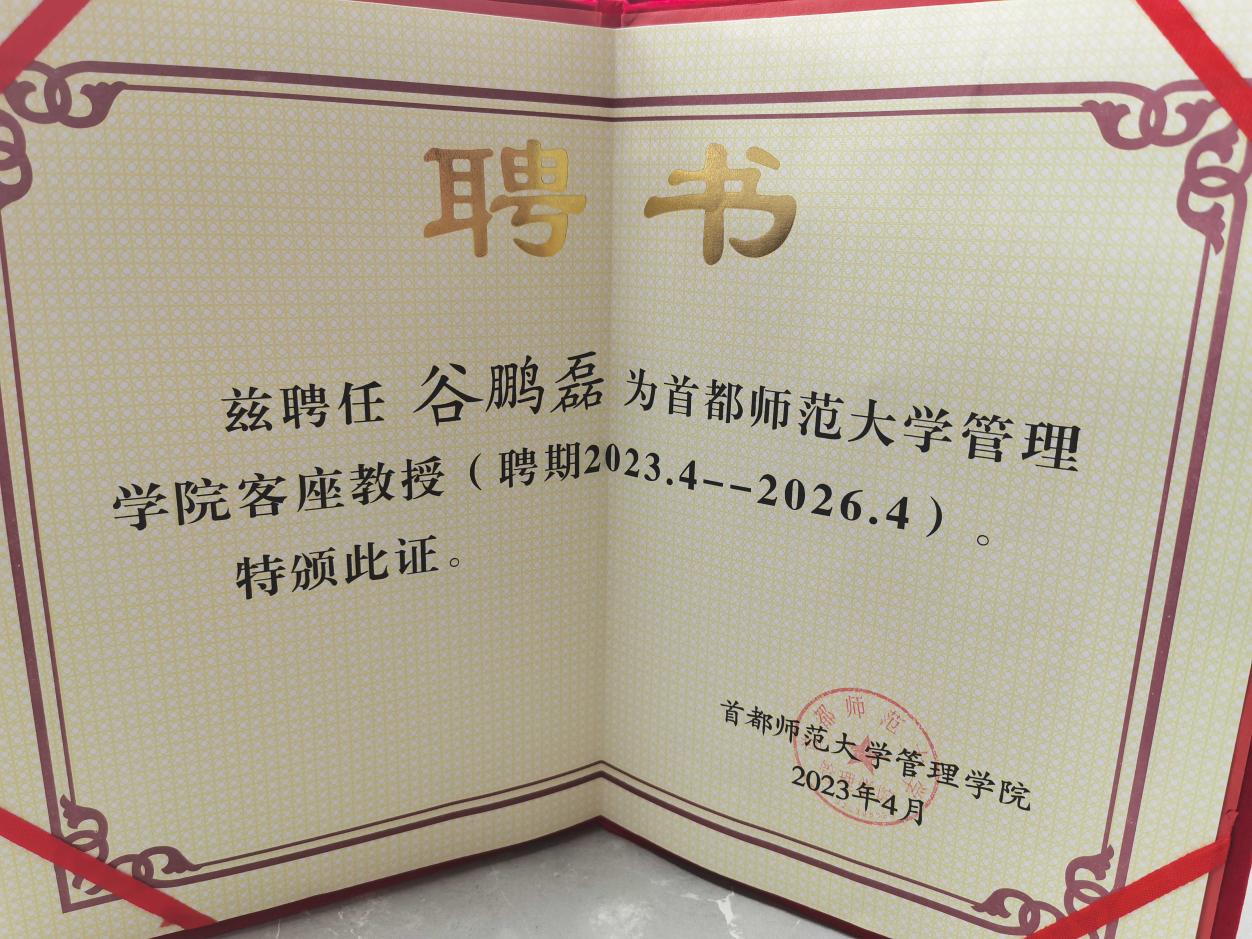 聘书
兹聘任 谷鹏磊 为首都师范大学管理
学院客座教授（聘期2023.4--2026.4）。
特颁此证。
首都师范大学管理学院
2023年4月